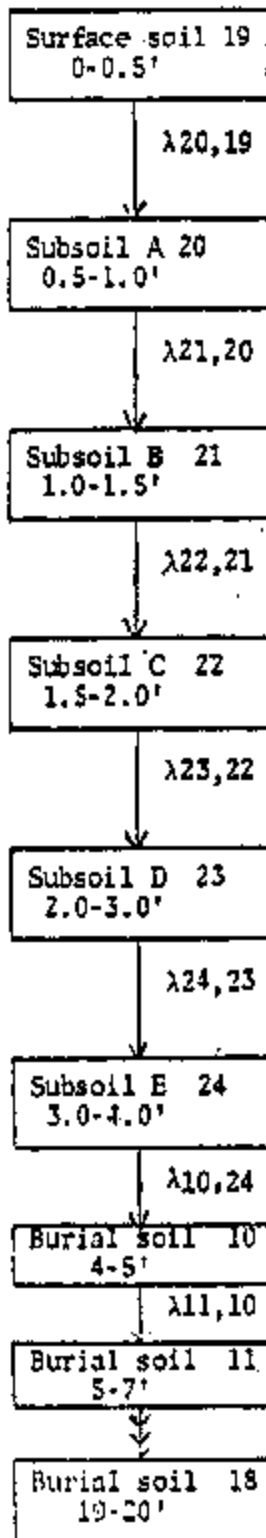 Surface soil 19
0-0.5'
λ20,19
Subsoil A 20
0.5-1.0'
λ21,20
Subsoil B 21
1.0-1.5'
λ22,21
Subsoil C 22
1.5-2.0'
λ23,22
Subsoil D 23
2.0-3.0'
λ24,23
Subsoil E 24
3.0-4.0'
λ10,24
Burial soil 10
4-5'
λ11,10
Burial soil 11
5-7'
Burial soil 18
19-20'